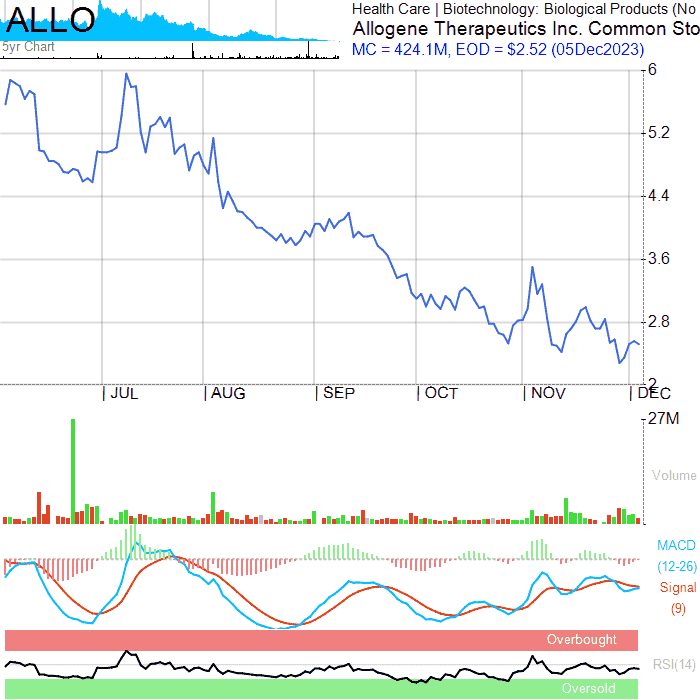 ALLO
5yr Chart
Health Care | Biotechnology: Biological Products (No
Allogene Therapeutics Inc. Common Sto
MC = 424.1M, EOD = $2.52 (05Dec2023)
6
5.2
4.4
3.6
2.8
2
| JUL | AUG | SEP | OCT | NOV | DEC
27M
Volume
MACD
(12-26)
Signal
(9)
Overbought
RSI(14)
Oversold